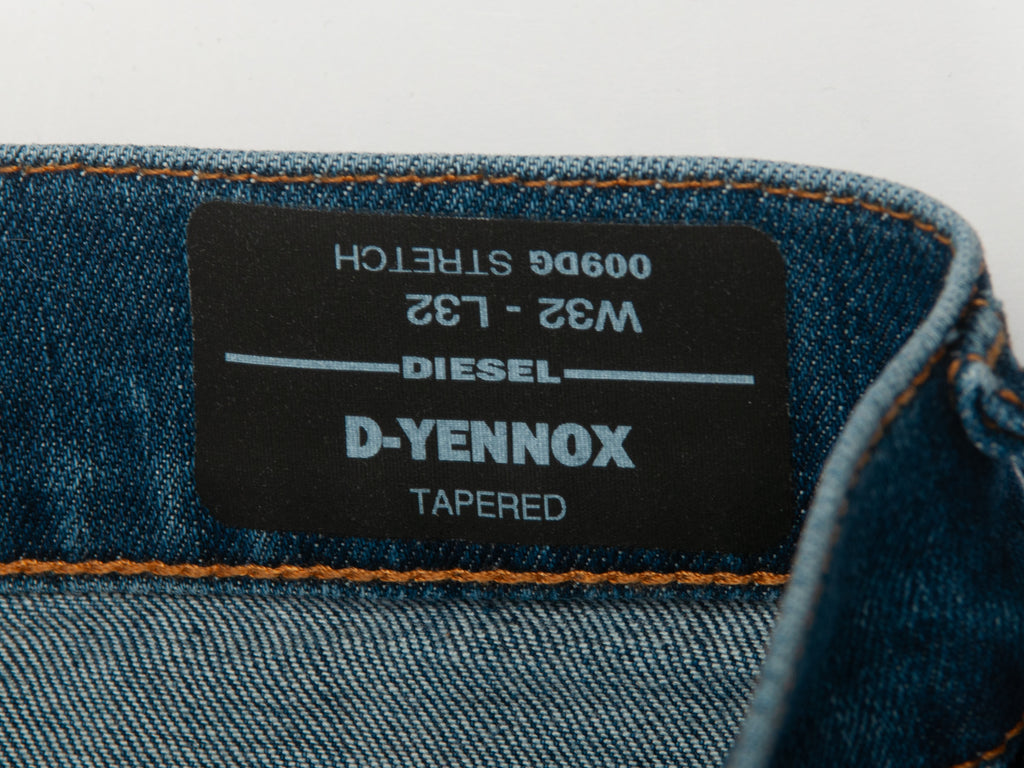 009DG STRETCH
W32 - L32
DIESEL
D-YENNOX
TAPERED